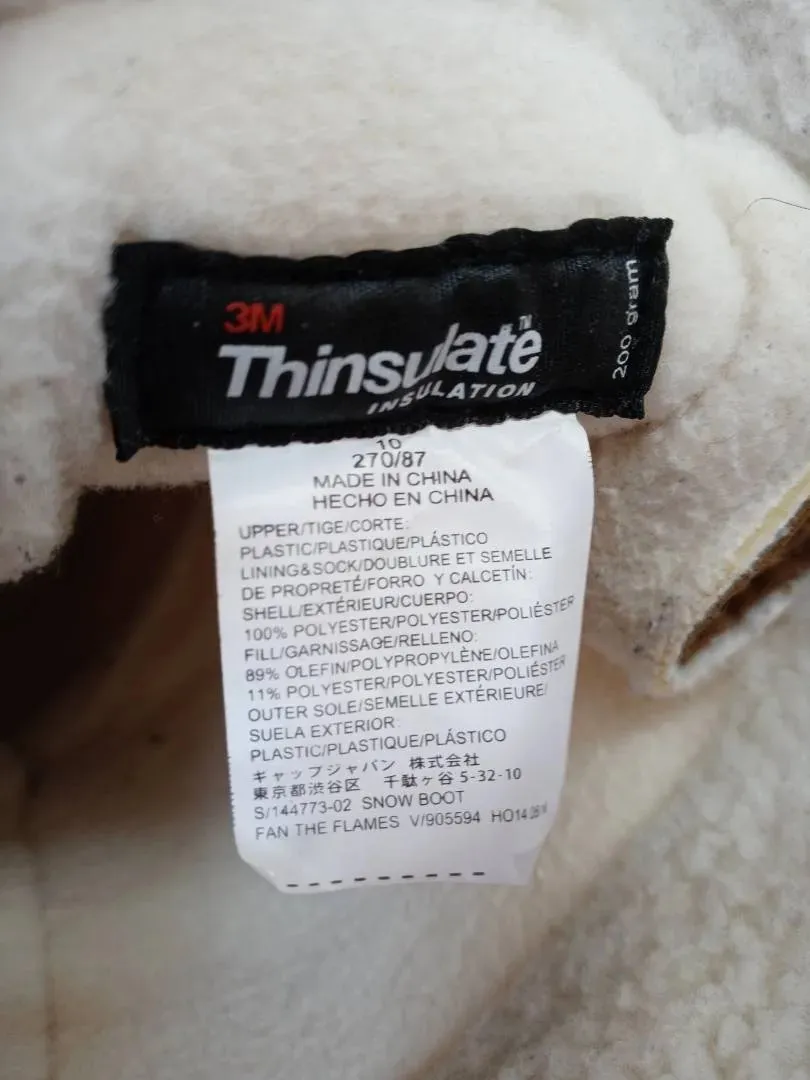 3M
Thinsulate™
INSULATION
200 gram
10
270/87
MADE IN CHINA
HECHO EN CHINA
UPPER/TIGE/CORTE:
PLASTIC/PLASTIQUE/PLÁSTICO
LINING&SOCK/DOUBLURE ET SEMELLE
DE PROPRETÉ/FORRO Y CALCETÍN:
SHELL/EXTÉRIEUR/CUERPO:
100% POLYESTER/POLYESTER/POLIÉSTER
FILL/GARNISSAGE/RELLENO:
89% OLEFIN/POLYPROPYLÈNE/OLEFINA
11% POLYESTER/POLYESTER/POLIÉSTER
OUTER SOLE/SEMELLE EXTÉRIEURE/
SUELA EXTERIOR:
PLASTIC/PLASTIQUE/PLÁSTICO
ギャップジャパン 株式会社
東京都渋谷区 千駄ヶ谷 5-32-10
S/144773-02 SNOW BOOT
FAN THE FLAMES V/905594